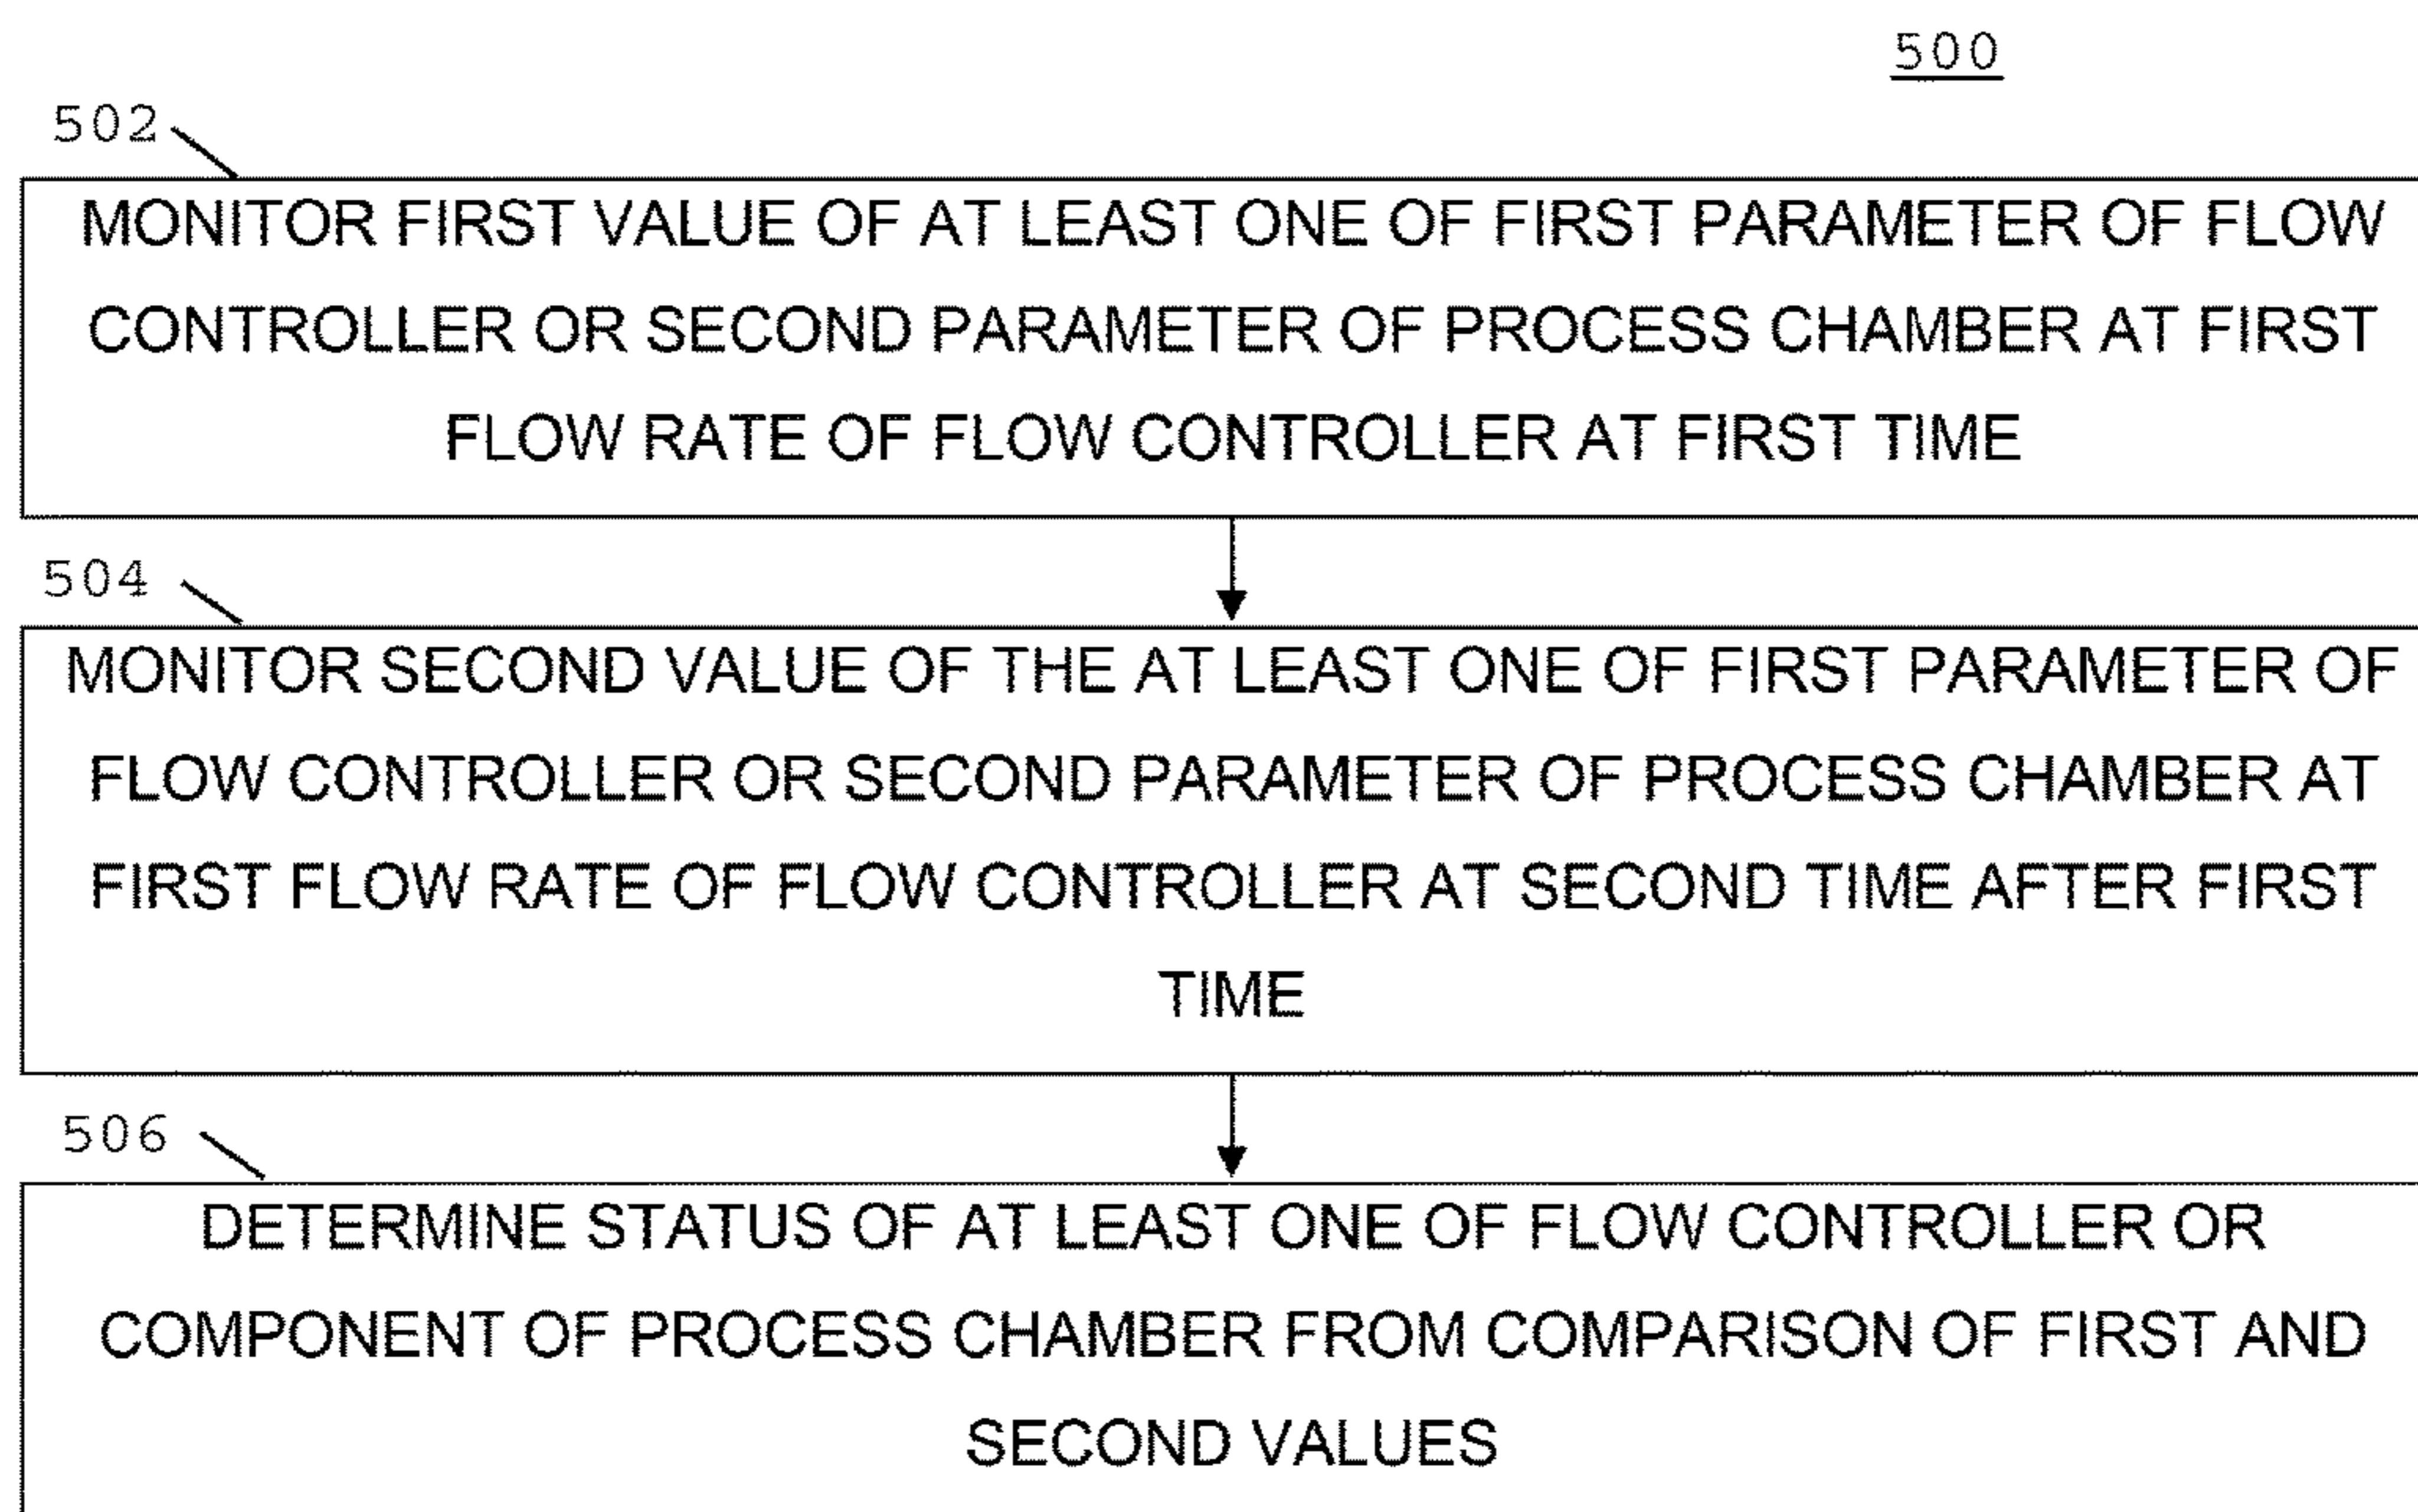 500
502
MONITOR FIRST VALUE OF AT LEAST ONE OF FIRST PARAMETER OF FLOW
CONTROLLER OR SECOND PARAMETER OF PROCESS CHAMBER AT FIRST
FLOW RATE OF FLOW CONTROLLER AT FIRST TIME
504
MONITOR SECOND VALUE OF THE AT LEAST ONE OF FIRST PARAMETER OF
FLOW CONTROLLER OR SECOND PARAMETER OF PROCESS CHAMBER AT
FIRST FLOW RATE OF FLOW CONTROLLER AT SECOND TIME AFTER FIRST
TIME
506
DETERMINE STATUS OF AT LEAST ONE OF FLOW CONTROLLER OR
COMPONENT OF PROCESS CHAMBER FROM COMPARISON OF FIRST AND
SECOND VALUES